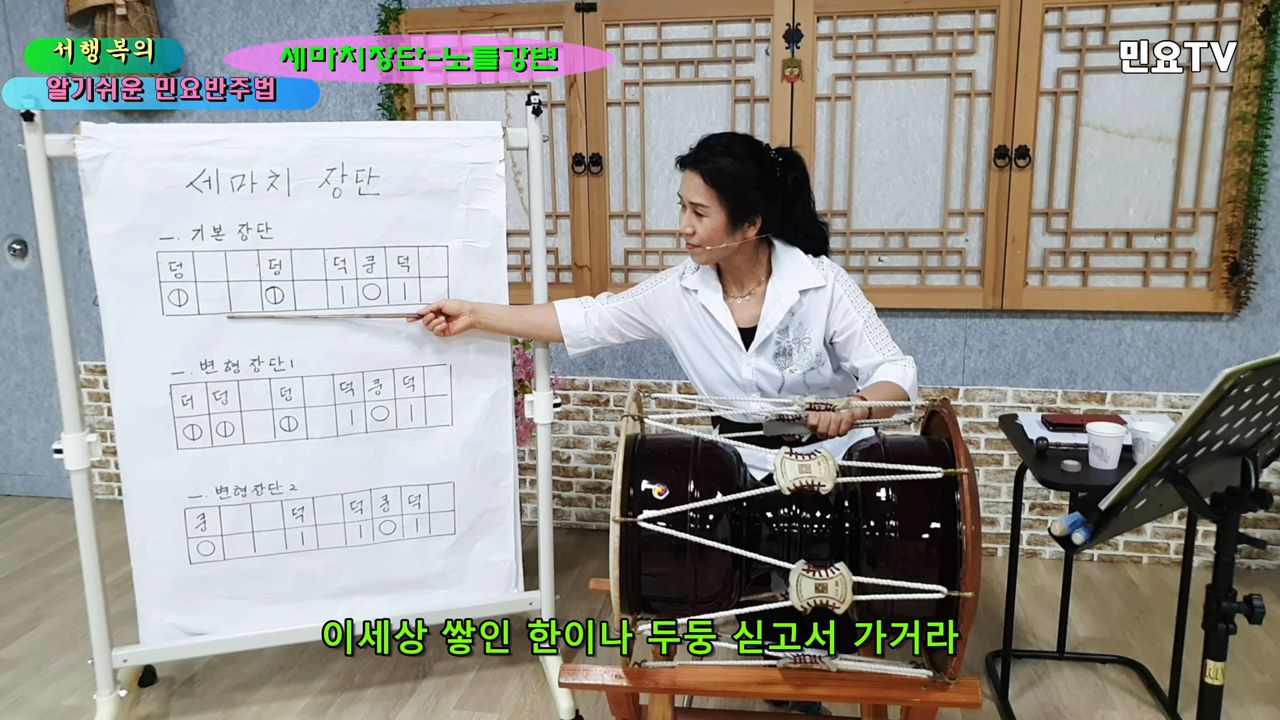 서행복의
알기쉬운 민요반주법
세마치장단-노들강변
민요TV
세마치 장단
一. 기본 장단
덩 덩 덕 쿵 덕
一. 변형 장단 1
더 덩 덩 덕 쿵 덕
一. 변형장단 2
쿵 덕 덕 쿵 덕
이세상 쌓인 한이나 두둥 싣고서 가거라